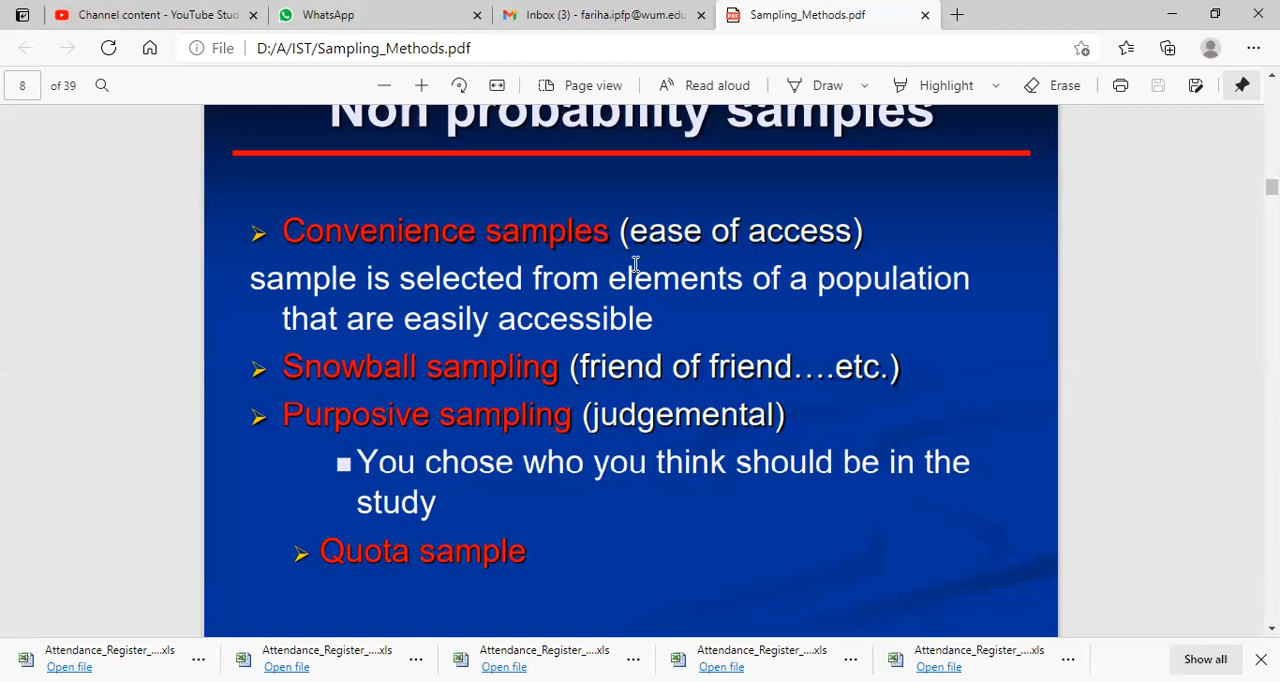 Channel content - YouTube Stu
WhatsApp
Inbox (3) - fariha.ipfp@wum.edu
Sampling_Methods.pdf
File
D:/A/IST/Sampling_Methods.pdf
8 of 39
Page view
Read aloud
Draw
Highlight
Erase
Non probability samples
Convenience samples (ease of access)
sample is selected from elements of a population
that are easily accessible
Snowball sampling (friend of friend....etc.)
Purposive sampling (judgemental)
You chose who you think should be in the
study
Quota sample
Attendance_Register_....xls
Open file
Attendance_Register_....xls
Open file
Attendance_Register_....xls
Open file
Attendance_Register_....xls
Open file
Attendance_Register_....xls
Open file
Show all